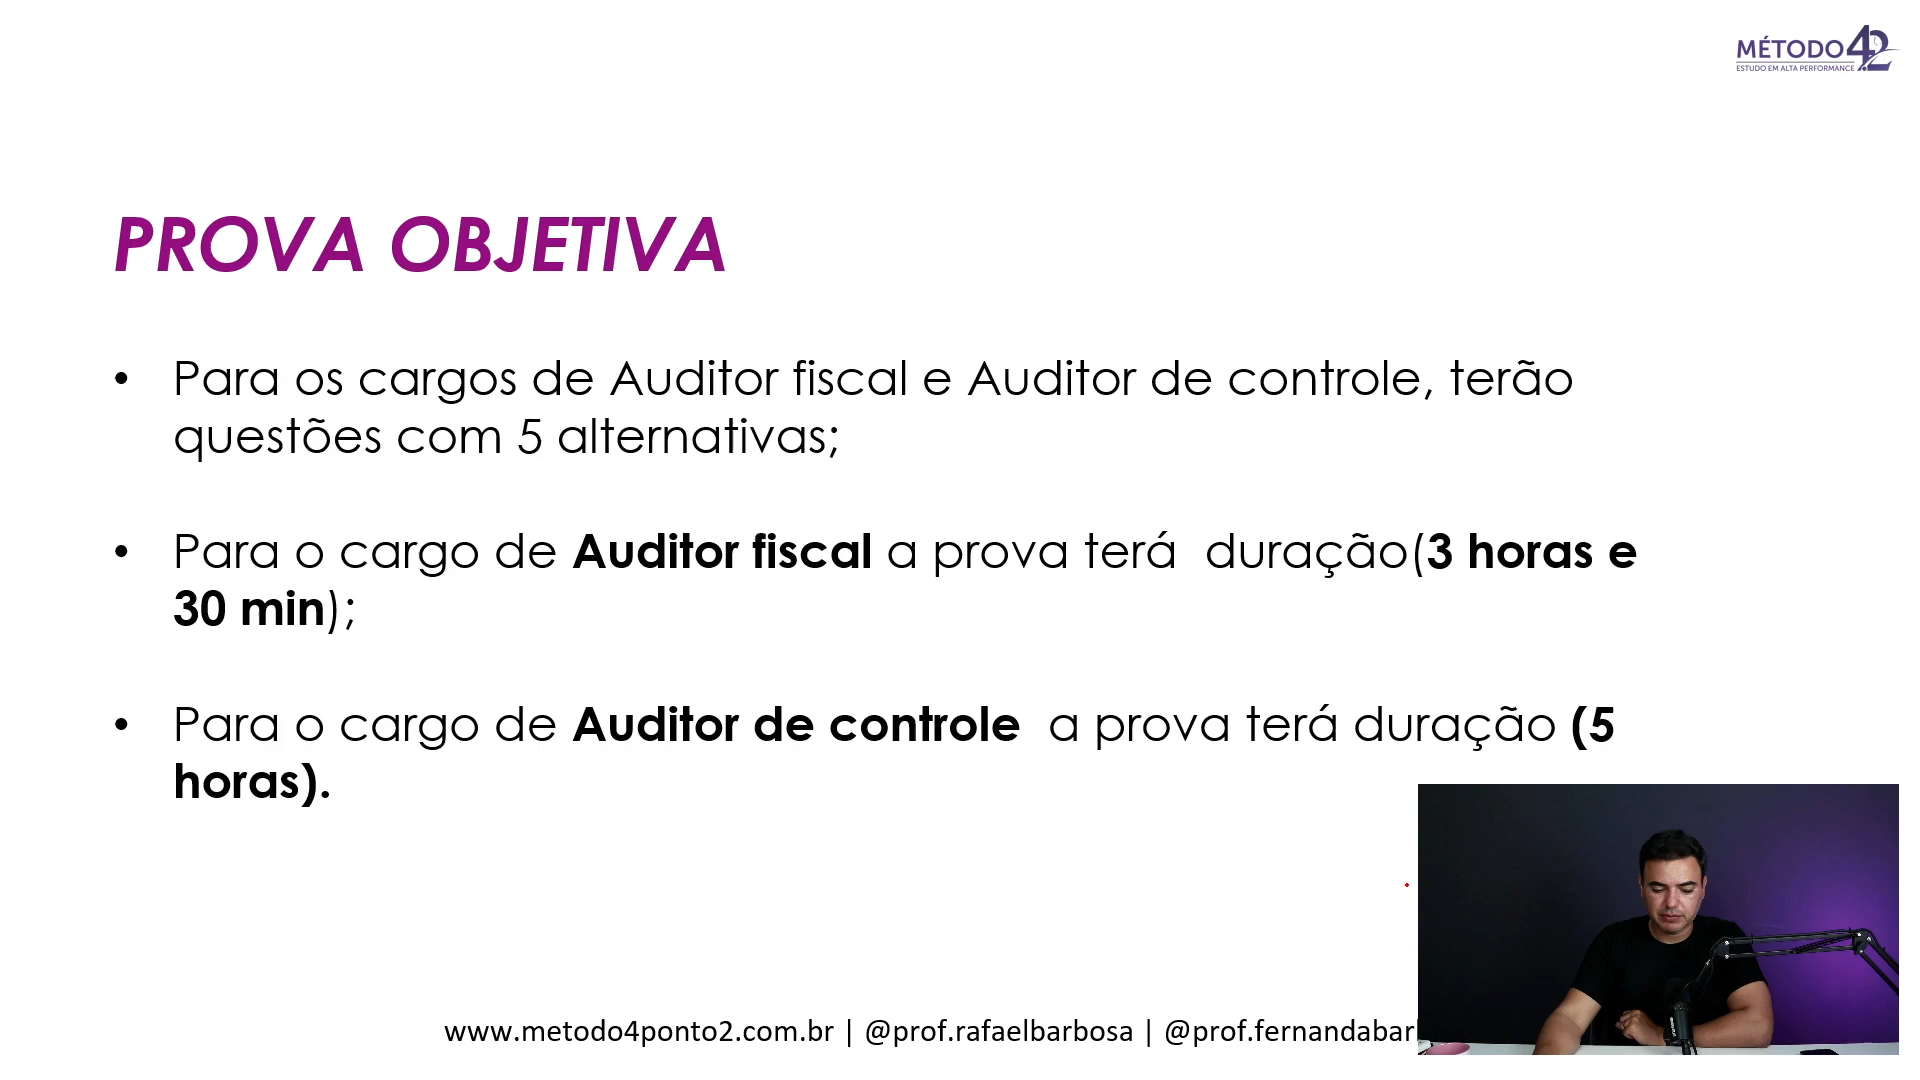 MÉTODO 4.2
ESTUDO EM ALTA PERFORMANCE
PROVA OBJETIVA
• Para os cargos de Auditor fiscal e Auditor de controle, terão
questões com 5 alternativas;
• Para o cargo de Auditor fiscal a prova terá  duração(3 horas e
30 min);
• Para o cargo de Auditor de controle  a prova terá duração (5
horas).
www.metodo4ponto2.com.br | @prof.rafaelbarbosa | @prof.fernandabar